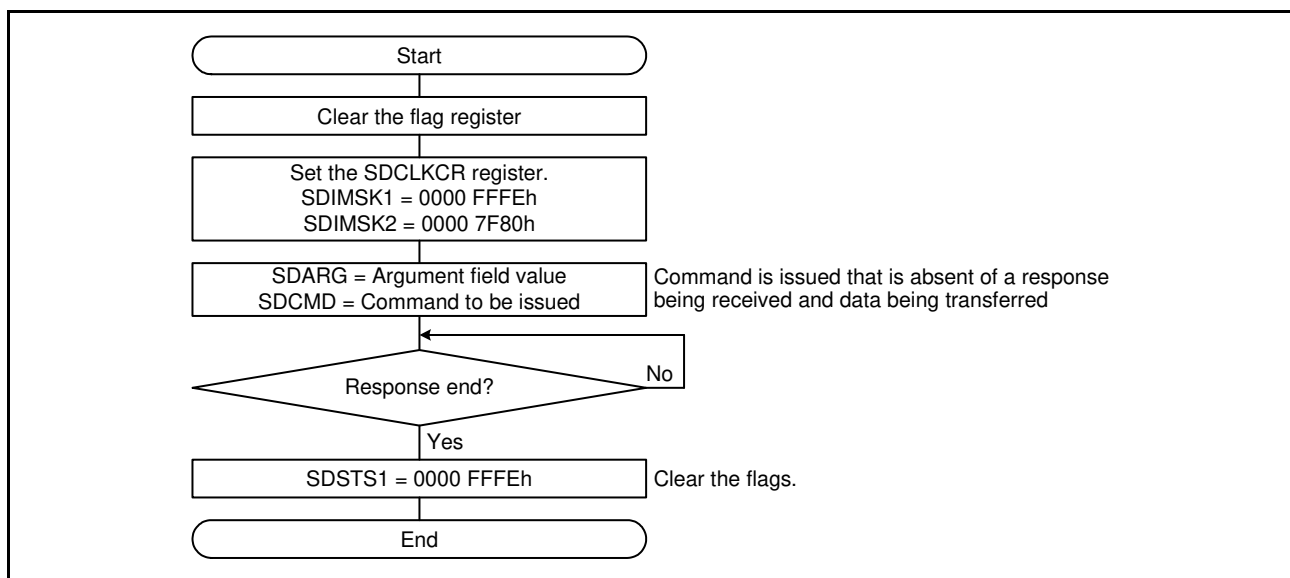 Start
Clear the flag register
Set the SDCLKCR register.
SDIMSK1 = 0000 FFFEh
SDIMSK2 = 0000 7F80h
SDARG = Argument field value
SDCMD = Command to be issued
Command is issued that is absent of a response
being received and data being transferred
Response end?
No
Yes
SDSTS1 = 0000 FFFEh
Clear the flags.
End